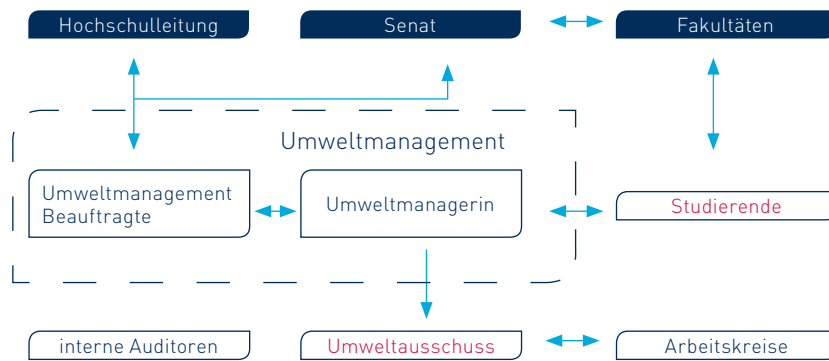 Hochschulleitung
Senat
Fakultäten
Umweltmanagement
Umweltmanagement
Beauftragte
Umweltmanagerin
Studierende
interne Auditoren
Umweltausschuss
Arbeitskreise